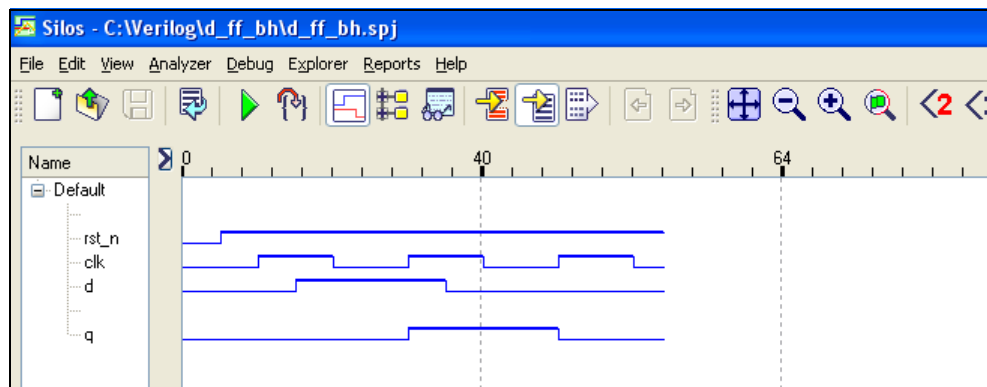 Silos - C:\Verilog\d_ff_bh\d_ff_bh.spj
File Edit View Analyzer Debug Explorer Reports Help
2
Name 0 40 64
Default
rst_n
clk
d
q